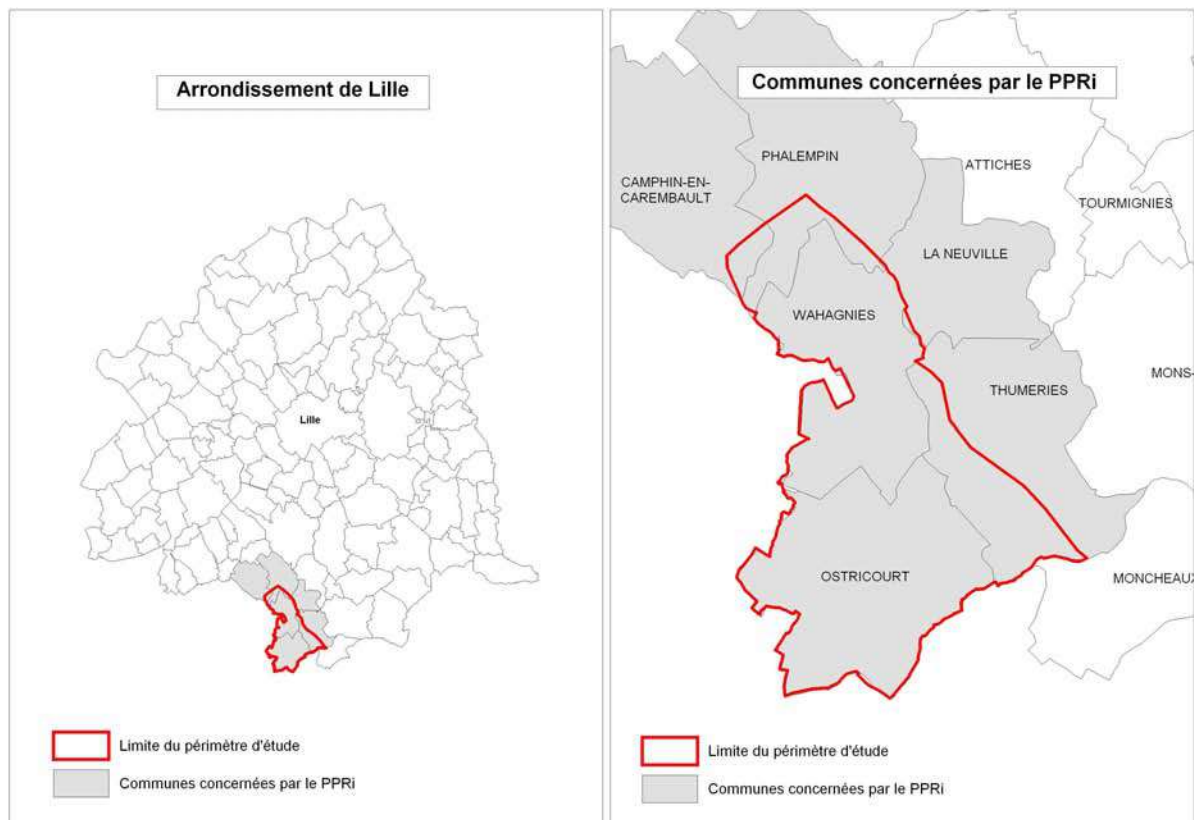 Arrondissement de Lille
Lille
Limite du périmètre d'étude
Communes concernées par le PPRi
Communes concernées par le PPRi
PHALEMPIN
ATTICHES
CAMPHIN-EN-
CAREMBAULT
TOURMIGNIES
LA NEUVILLE
WAHAGNIES
MONS-
THUMERIES
OSTRICOURT
MONCHEAUX
Limite du périmètre d'étude
Communes concernées par le PPRi